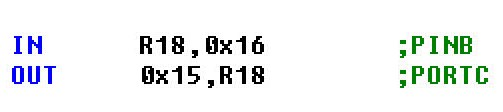 IN R18,0x16 ;PINB
OUT 0x15,R18 ;PORTC